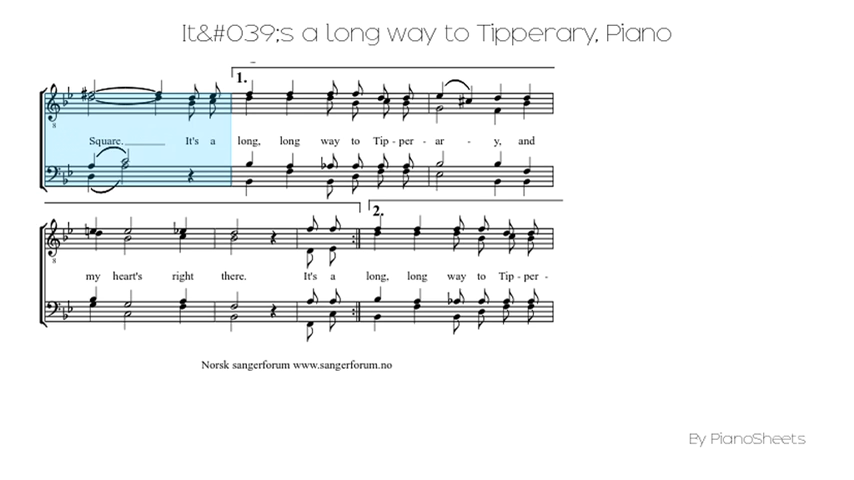 It&#039;s a long way to Tipperary, Piano
1.
8
Square. It's a long, long way to Tip - per - ar - y, and
2.
8
my heart's right there. It's a long, long way to Tip - per -
Norsk sangerforum www.sangerforum.no
By PianoSheets